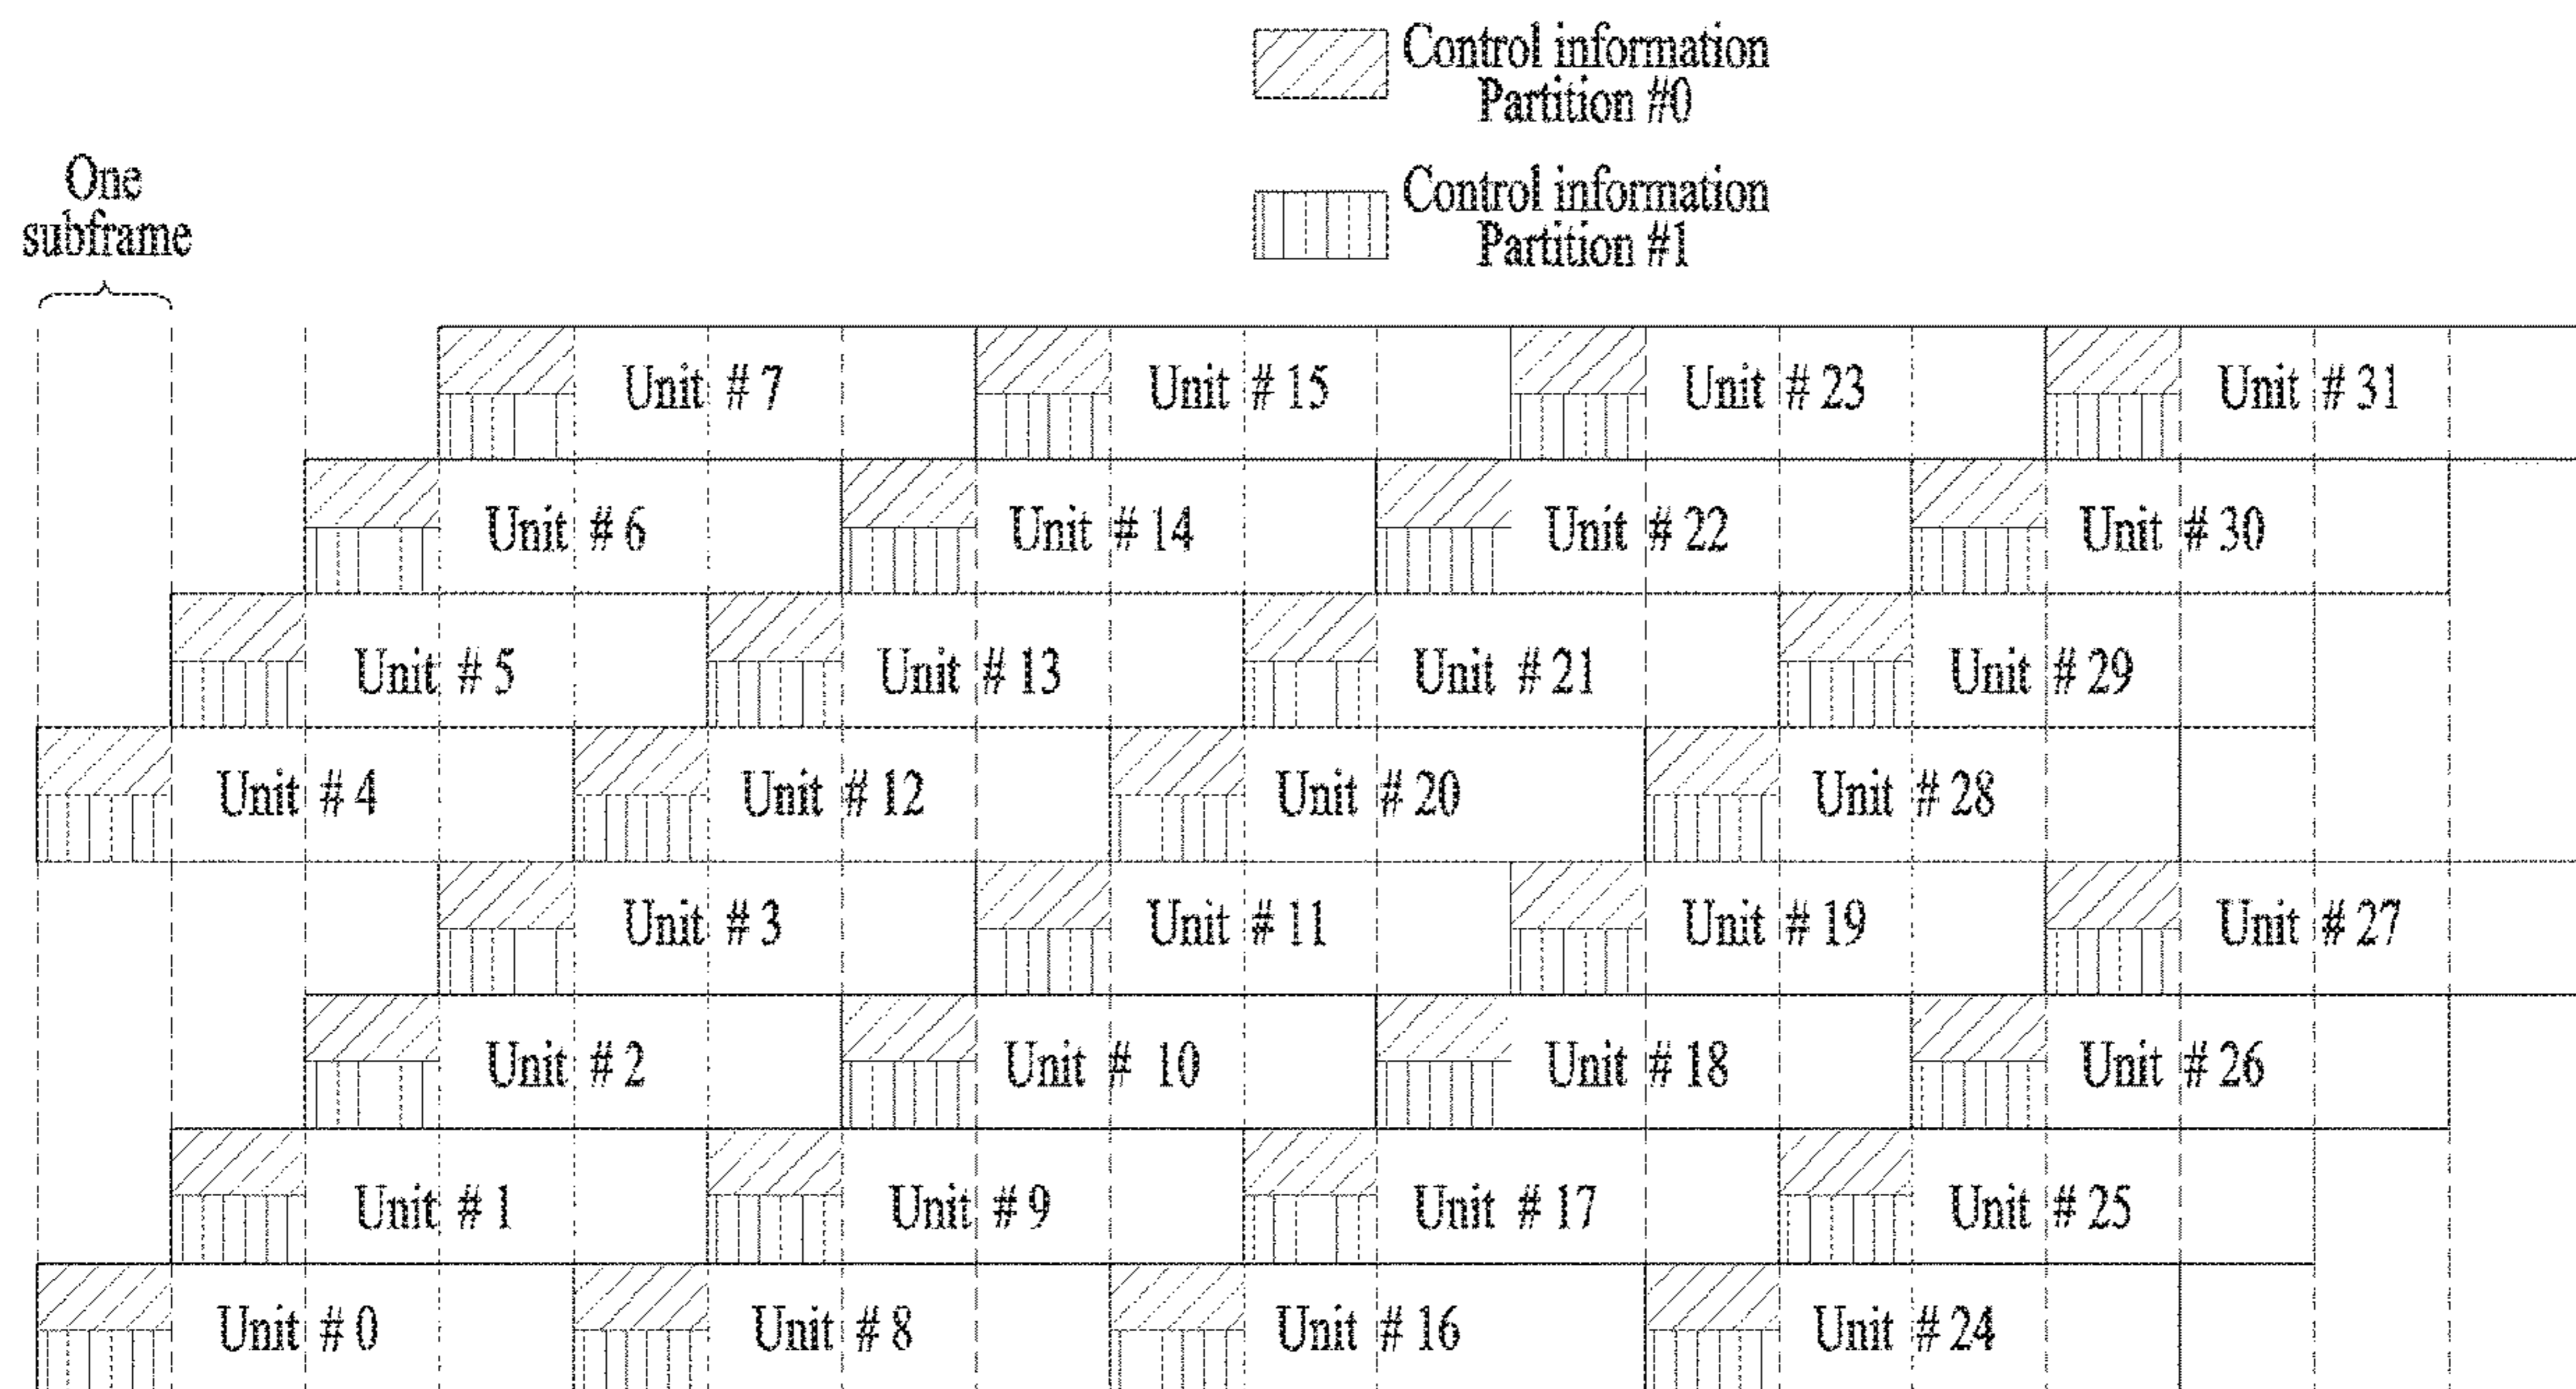 Control information
Partition #0
One
subframe
Control information
Partition #1
Unit # 7 Unit # 15 Unit # 23 Unit # 31
Unit # 6 Unit # 14 Unit # 22 Unit # 30
Unit # 5 Unit # 13 Unit # 21 Unit # 29
Unit # 4 Unit # 12 Unit # 20 Unit # 28
Unit # 3 Unit # 11 Unit # 19 Unit # 27
Unit # 2 Unit # 10 Unit # 18 Unit # 26
Unit # 1 Unit # 9 Unit # 17 Unit # 25
Unit # 0 Unit # 8 Unit # 16 Unit # 24